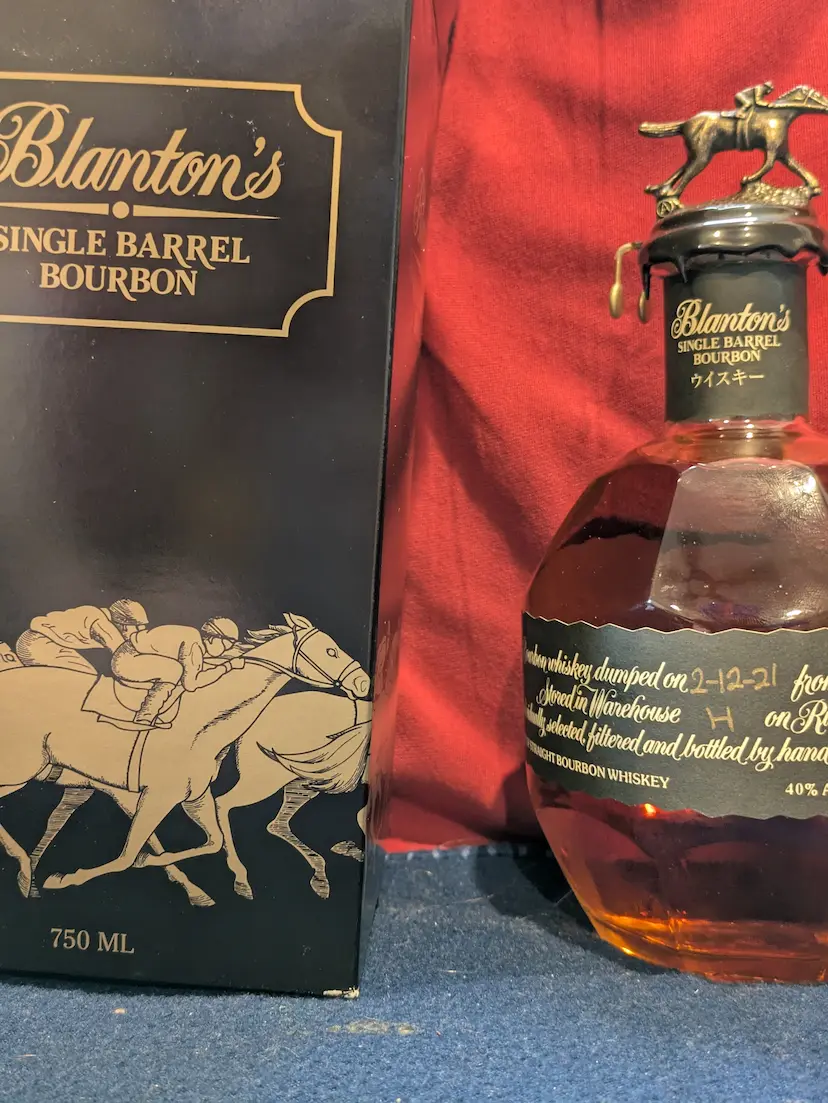 Blanton's
SINGLE BARREL
BOURBON
750 ML
Blanton's
SINGLE BARREL
BOURBON
ウイスキー
whiskey dumped on 2-12-21
Stored in Warehouse H on
selected, filtered and bottled by hand
STRAIGHT BOURBON WHISKEY
40%